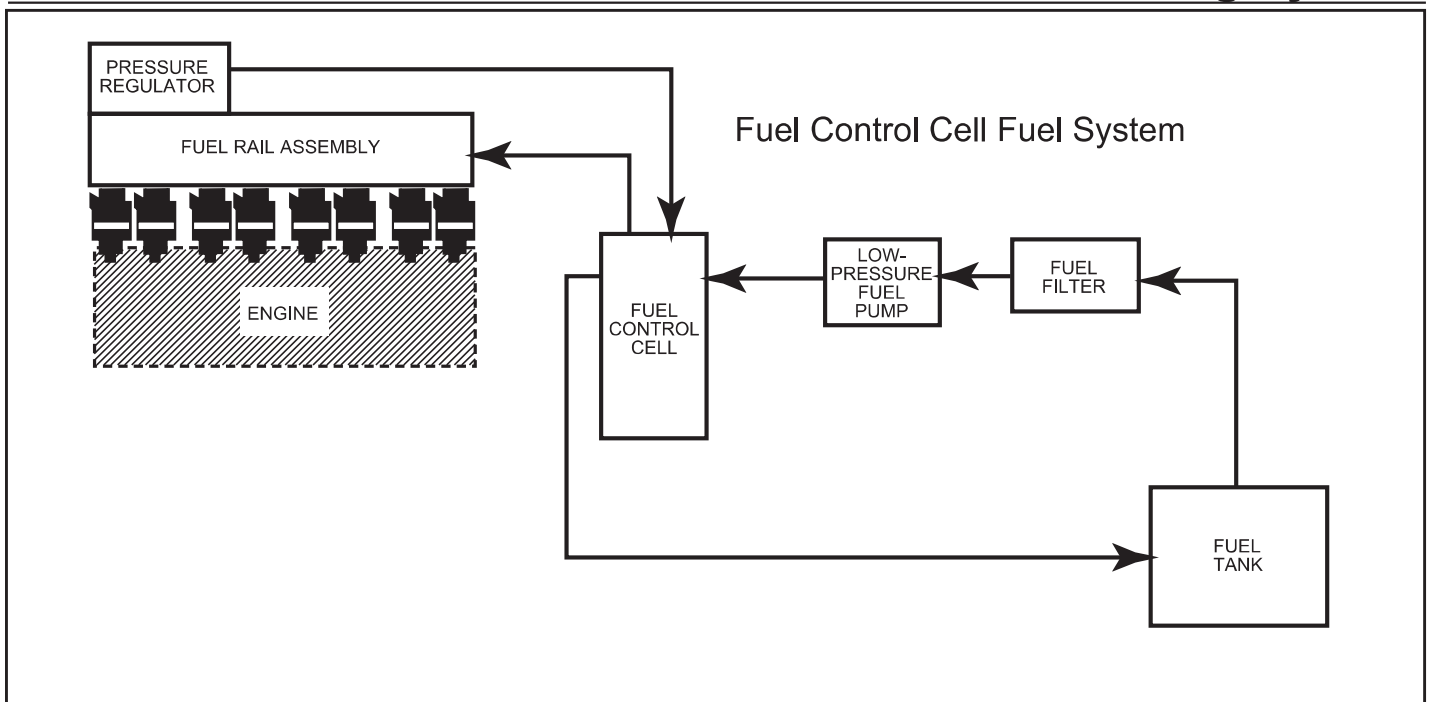 PRESSURE
REGULATOR
FUEL RAIL ASSEMBLY
Fuel Control Cell Fuel System
ENGINE
FUEL
CONTROL
CELL
LOW-
PRESSURE
FUEL
PUMP
FUEL
FILTER
FUEL
TANK